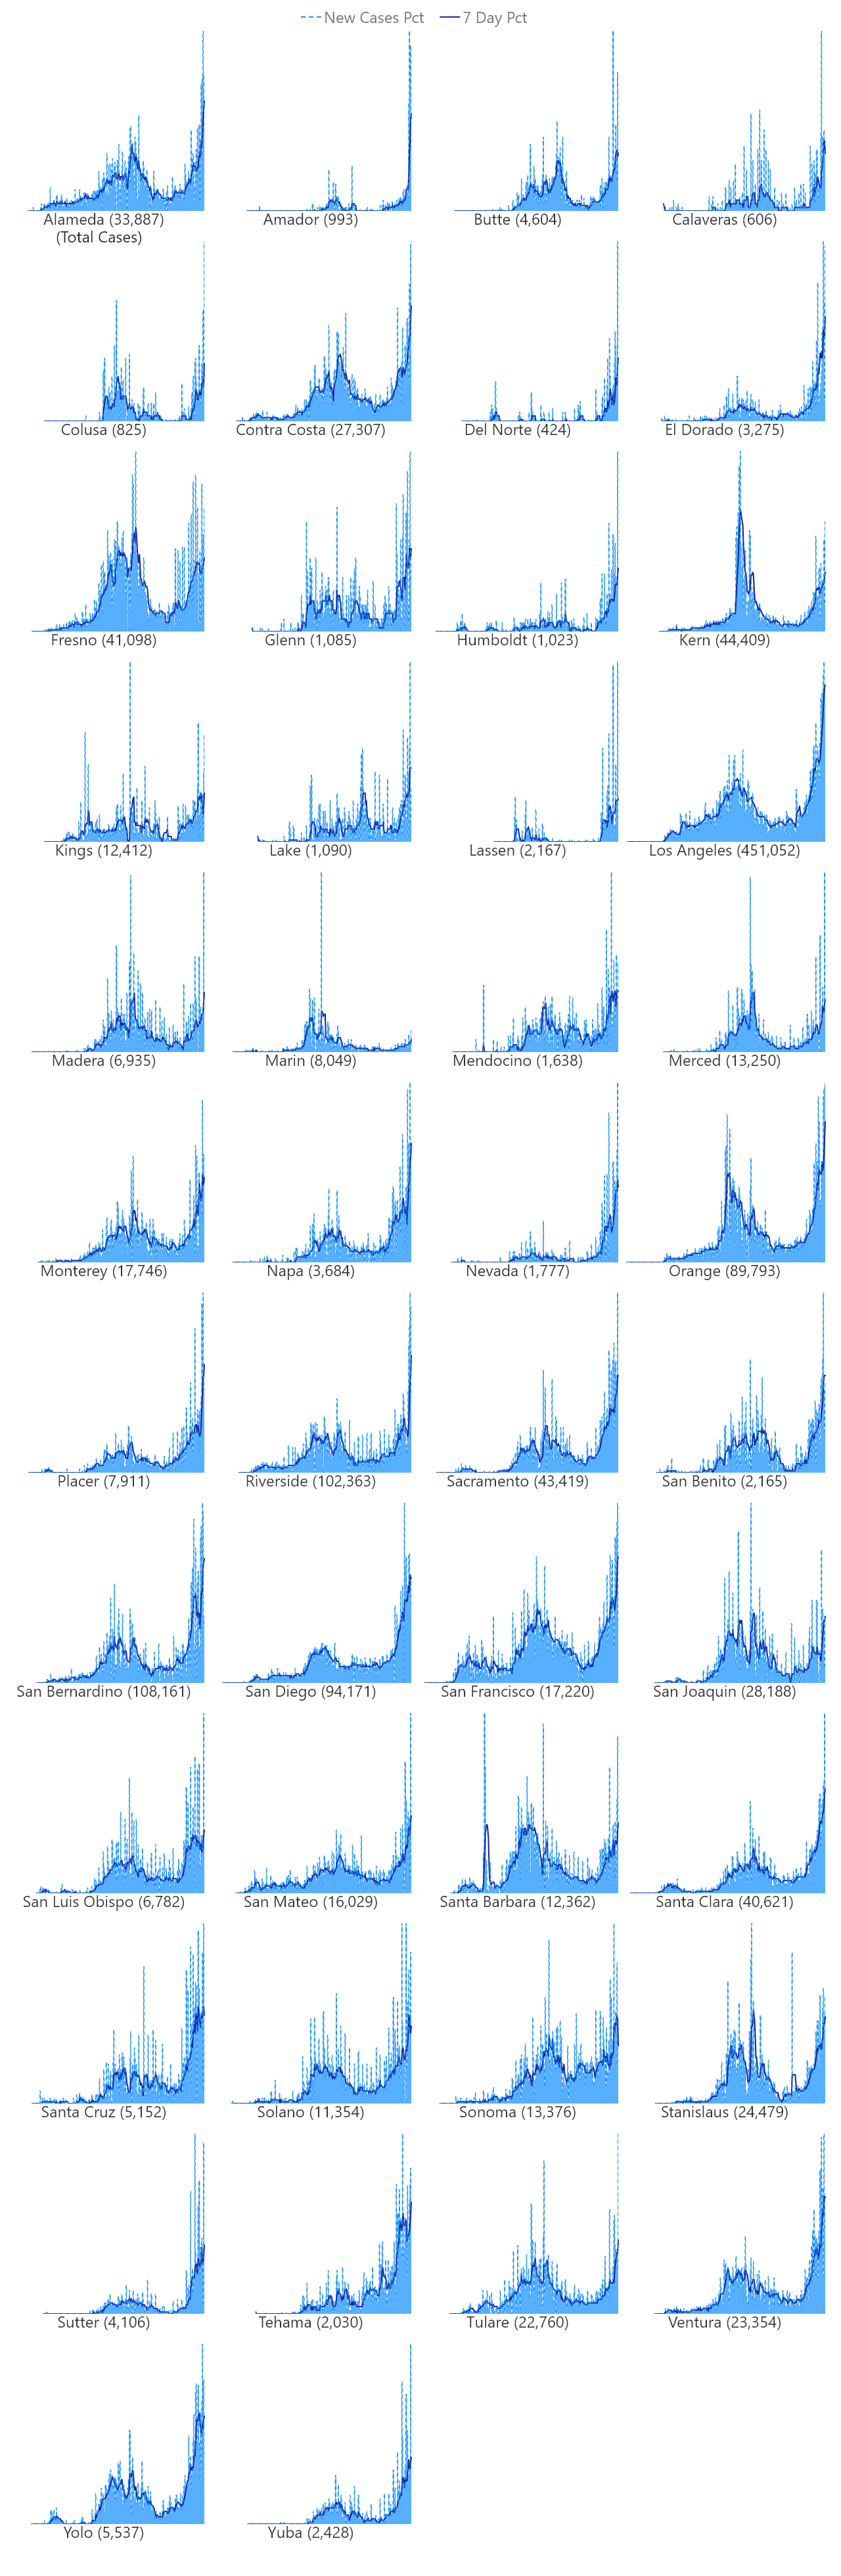 New Cases Pct 7 Day Pct
Alameda (33,887) Amador (993) Butte (4,604) Calaveras (606)
(Total Cases)
Colusa (825) Contra Costa (27,307) Del Norte (424) El Dorado (3,275)
Fresno (41,098) Glenn (1,085) Humboldt (1,023) Kern (44,409)
Kings (12,412) Lake (1,090) Lassen (2,167) Los Angeles (451,052)
Madera (6,935) Marin (8,049) Mendocino (1,638) Merced (13,250)
Monterey (17,746) Napa (3,684) Nevada (1,777) Orange (89,793)
Placer (7,911) Riverside (102,363) Sacramento (43,419) San Benito (2,165)
San Bernardino (108,161) San Diego (94,171) San Francisco (17,220) San Joaquin (28,188)
San Luis Obispo (6,782) San Mateo (16,029) Santa Barbara (12,362) Santa Clara (40,621)
Santa Cruz (5,152) Solano (11,354) Sonoma (13,376) Stanislaus (24,479)
Sutter (4,106) Tehama (2,030) Tulare (22,760) Ventura (23,354)
Yolo (5,537) Yuba (2,428)